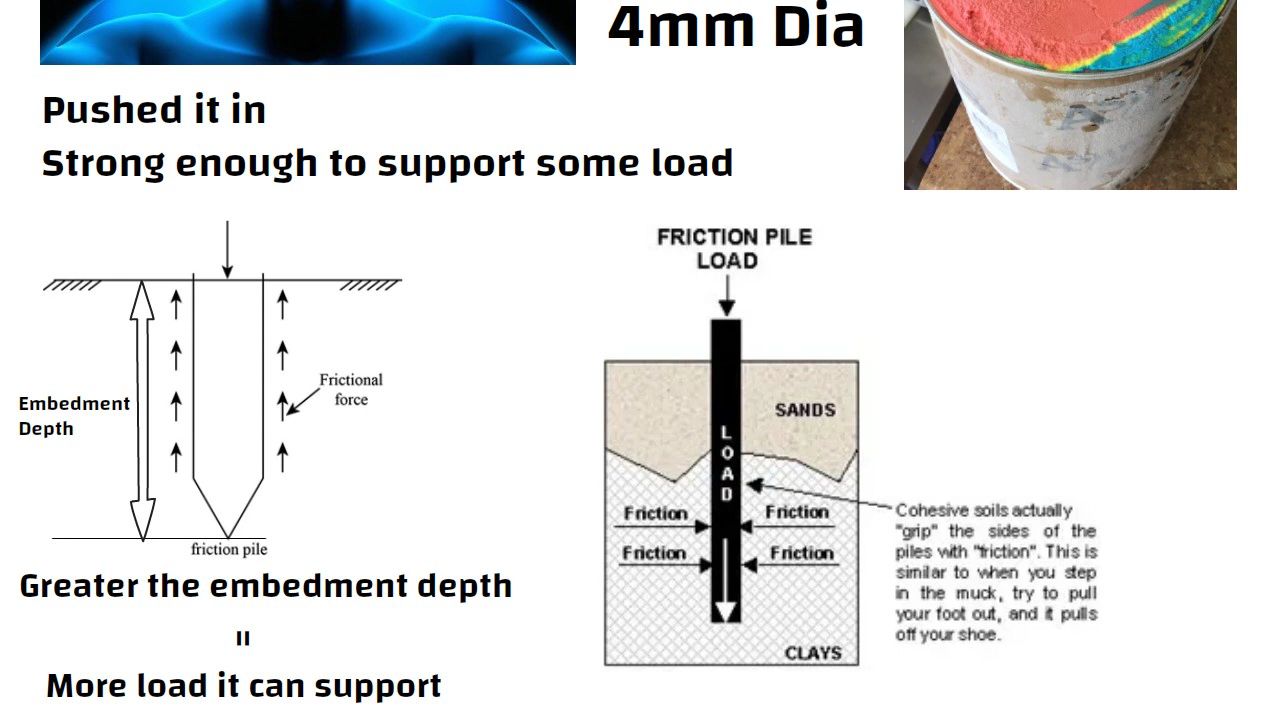 4mm Dia
Pushed it in
Strong enough to support some load
Embedment
Depth
Frictional
force
friction pile
Greater the embedment depth
=
More load it can support
FRICTION PILE
LOAD
SANDS
LOAD
Friction
Friction
Friction
Friction
CLAYS
Cohesive soils actually
"grip" the sides of the
piles with "friction". This is
similar to when you step
in the muck, try to pull
your foot out, and it pulls
off your shoe.